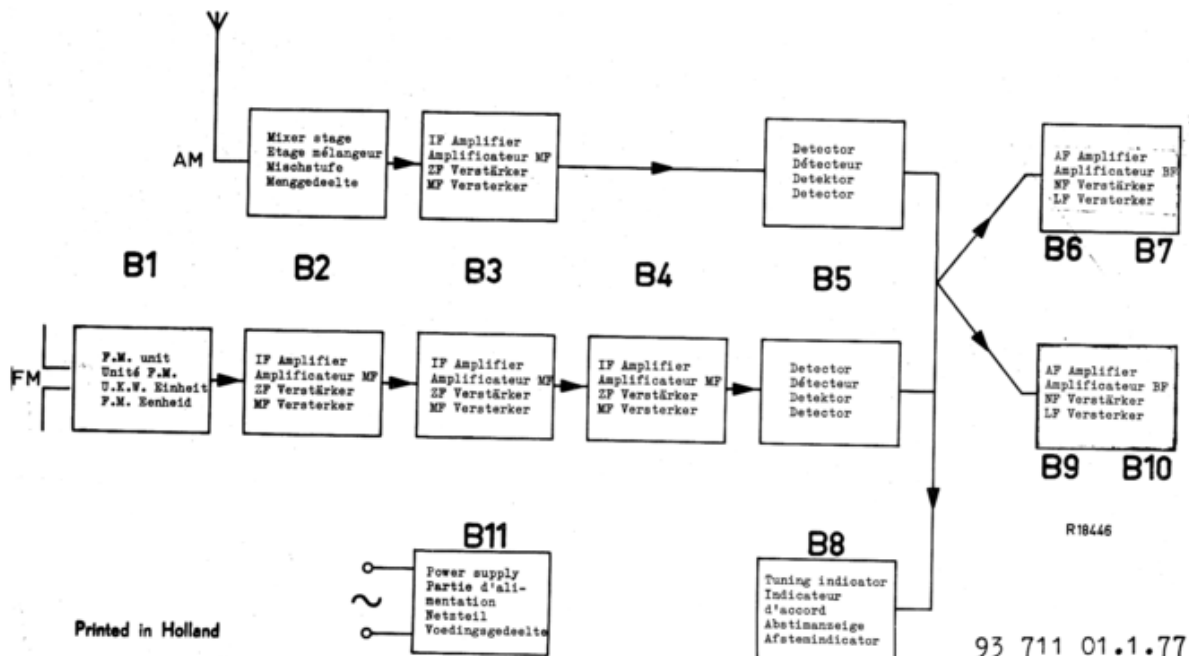 AM
Mixer stage
Etage mélangeur
Mischstufe
Menggedeelte
IF Amplifier
Amplificateur MF
ZF Verstärker
MF Versterker
Detector
Détecteur
Detektor
Detector
AF Amplifier
Amplificateur BF
NF Verstärker
LF Versterker
B1
B2
B3
B4
B5
B6
B7
FM
F.M. unit
Unité F.M.
U.K.W. Einheit
F.M. Eenheid
IF Amplifier
Amplificateur MF
ZF Verstärker
MF Versterker
IF Amplifier
Amplificateur MF
ZF Verstärker
MF Versterker
IF Amplifier
Amplificateur MF
ZF Verstärker
MF Versterker
Detector
Détecteur
Detektor
Detector
AF Amplifier
Amplificateur BF
NF Verstärker
LF Versterker
B9
B10
R18446
B11
Power supply
Partie d'ali-
mentation
Netzteil
Voedingsgedeelte
~
B8
Tuning indicator
Indicateur
d'accord
Abstimanzeige
Afstemindicator
Printed in Holland
93 711 01.1.77